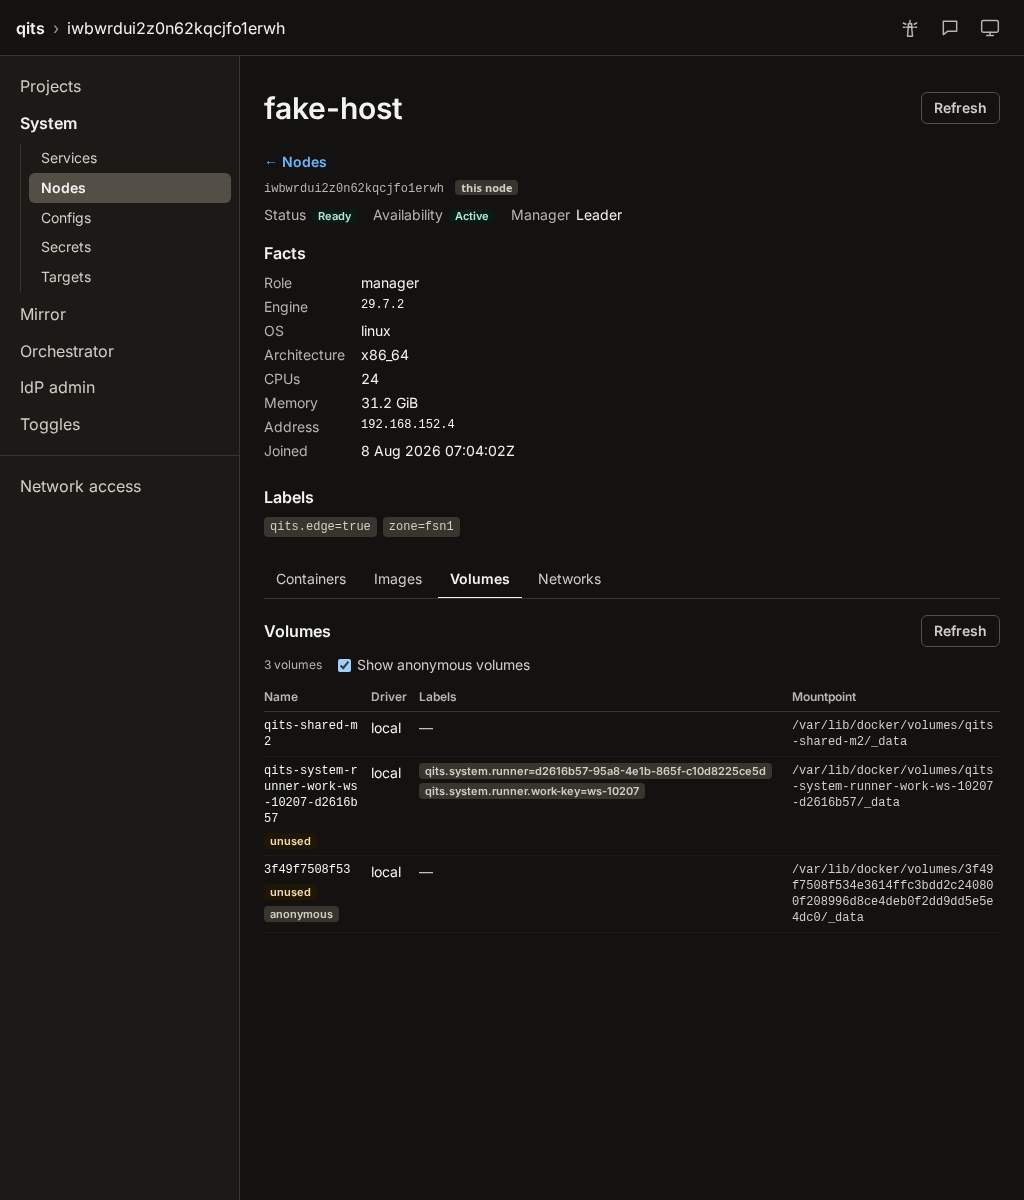 qits › iwbwrdui2z0n62kqcjfo1erwh
Projects
System
Services
Nodes
Configs
Secrets
Targets
Mirror
Orchestrator
IdP admin
Toggles
Network access
fake-host
Refresh
← Nodes
iwbwrdui2z0n62kqcjfo1erwh this node
Status Ready Availability Active Manager Leader
Facts
Role manager
Engine 29.7.2
OS linux
Architecture x86_64
CPUs 24
Memory 31.2 GiB
Address 192.168.152.4
Joined 8 Aug 2026 07:04:02Z
Labels
qits.edge=true zone=fsn1
Containers Images Volumes Networks
Volumes
Refresh
3 volumes Show anonymous volumes
Name Driver Labels Mountpoint
qits-shared-m
2
local
—
/var/lib/docker/volumes/qits
-shared-m2/_data
qits-system-r
unner-work-ws
-10207-d2616b
57
unused
local
qits.system.runner=d2616b57-95a8-4e1b-865f-c10d8225ce5d
qits.system.runner.work-key=ws-10207
/var/lib/docker/volumes/qits
-system-runner-work-ws-10207
-d2616b57/_data
3f49f7508f53
unused
anonymous
local
—
/var/lib/docker/volumes/3f49
f7508f534e3614ffc3bdd2c24080
0f208996d8ce4deb0f2dd9dd5e5e
4dc0/_data